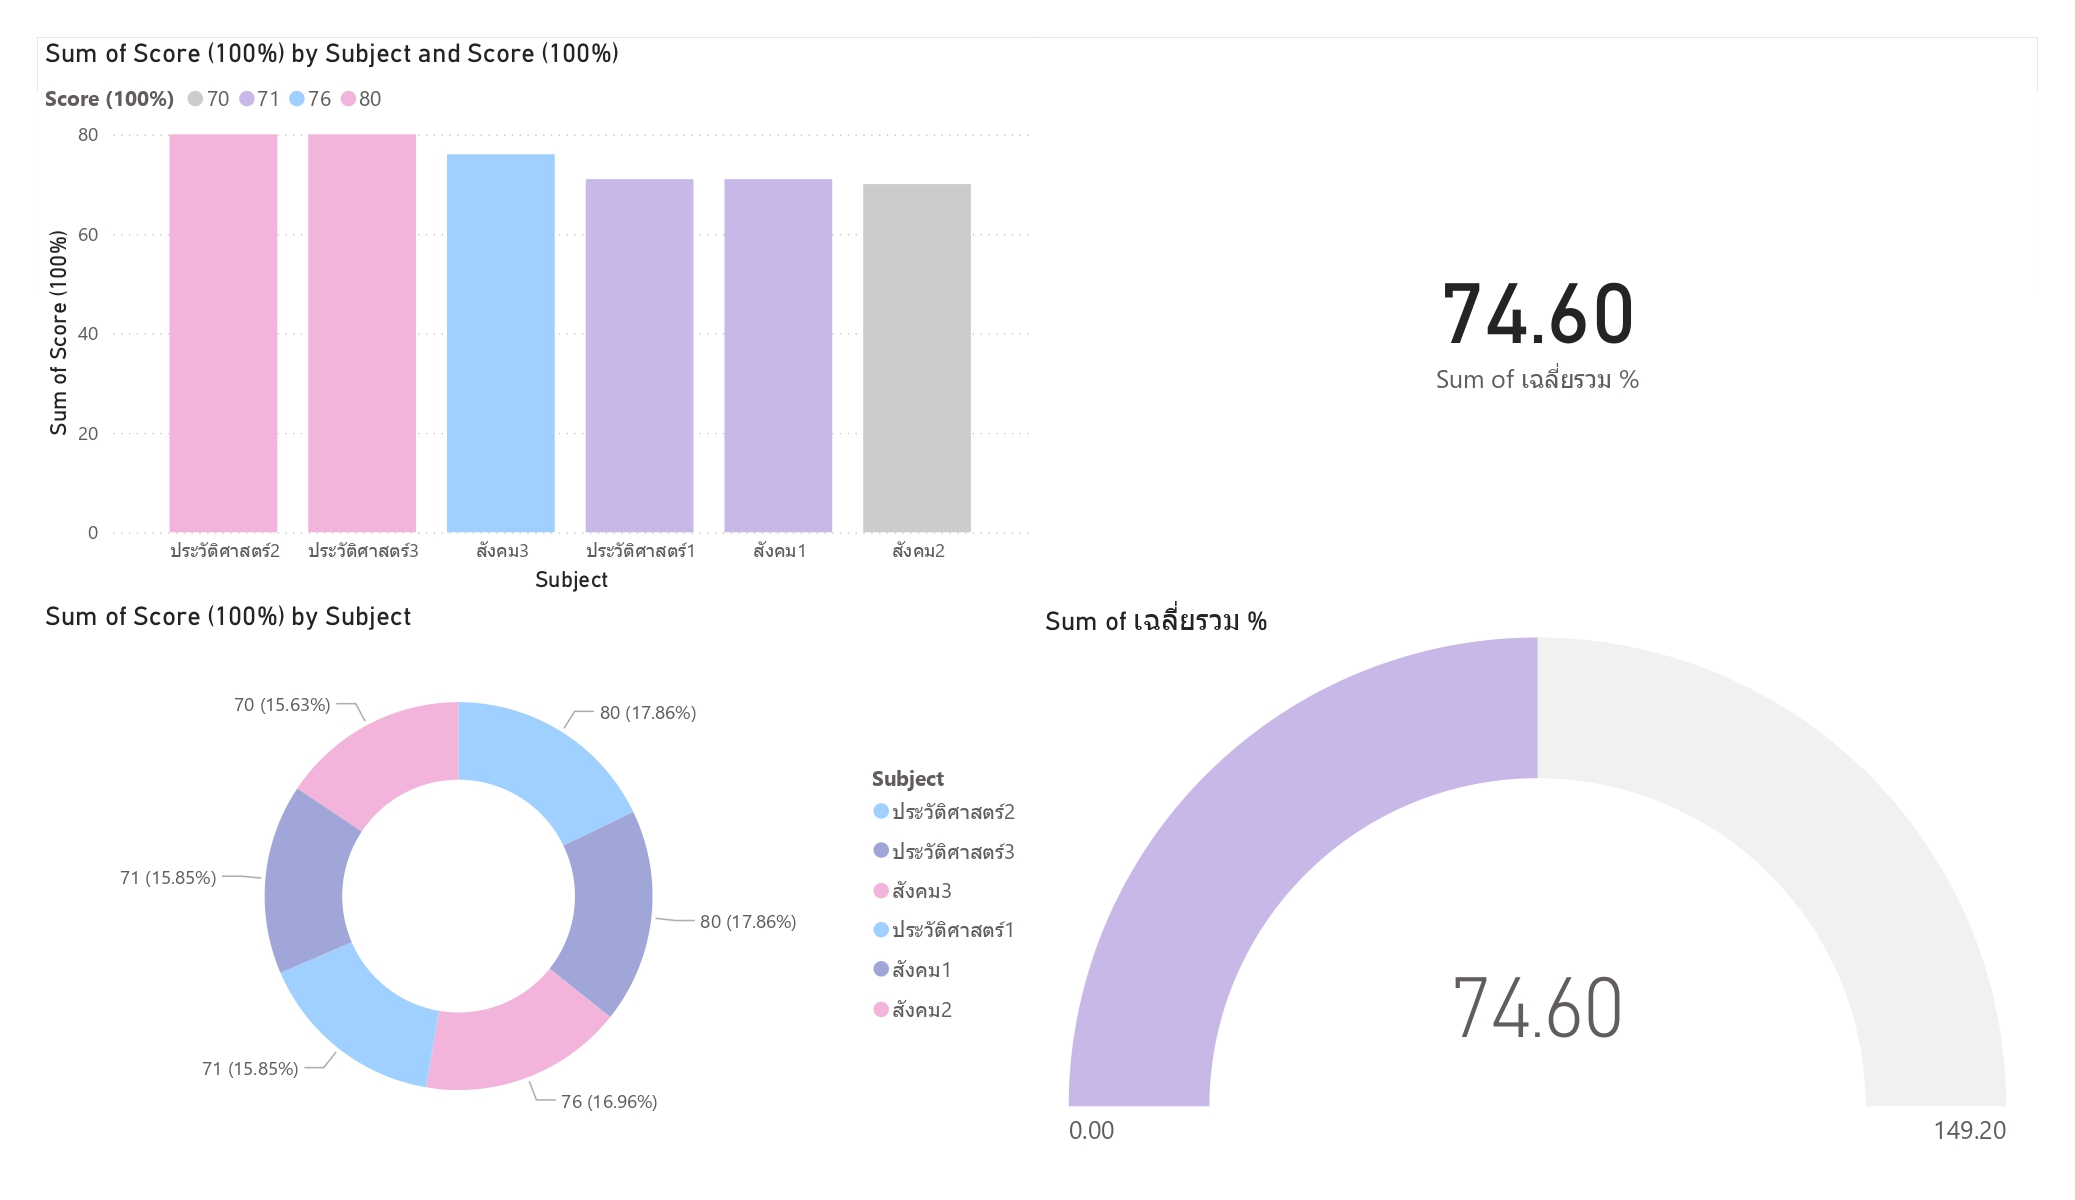 Sum of Score (100%) by Subject and Score (100%)
Score (100%) 70 71 76 80
80
60
40
20
0
Sum of Score (100%)
ประวัติศาสตร์2 ประวัติศาสตร์3 สังคม3 ประวัติศาสตร์1 สังคม1 สังคม2
Subject
74.60
Sum of เฉลี่ยรวม %
Sum of Score (100%) by Subject
70 (15.63%)
80 (17.86%)
71 (15.85%)
80 (17.86%)
71 (15.85%)
76 (16.96%)
Subject
ประวัติศาสตร์2
ประวัติศาสตร์3
สังคม3
ประวัติศาสตร์1
สังคม1
สังคม2
Sum of เฉลี่ยรวม %
74.60
0.00 149.20